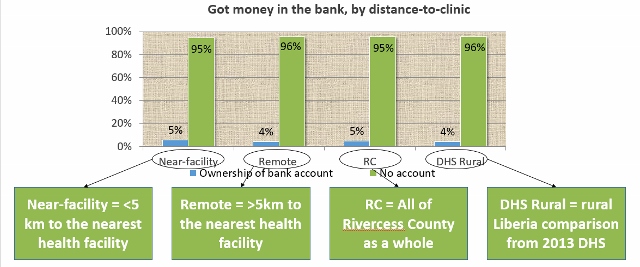 Got money in the bank, by distance-to-clinic
100%
80%
60%
40%
20%
0%
5%
95%
4%
96%
5%
95%
4%
96%
Near-facility
Remote
RC
DHS Rural
Ownership of bank account
No account
Near-facility = <5
km to the nearest
health facility
Remote = >5km to
the nearest health
facility
RC = All of
Rivercess County
as a whole
DHS Rural = rural
Liberia comparison
from 2013 DHS